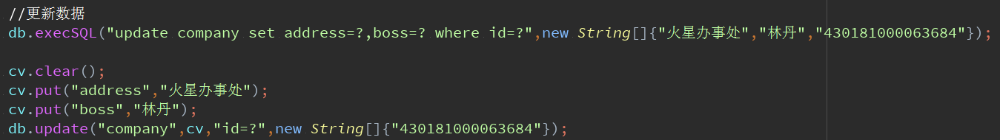 //更新数据
db.execSQL("update company set address=?,boss=? where id=?",new String[]{"火星办事处","林丹","430181000063684"});
cv.clear();
cv.put("address","火星办事处");
cv.put("boss","林丹");
db.update("company",cv,"id=?",new String[]{"430181000063684"});